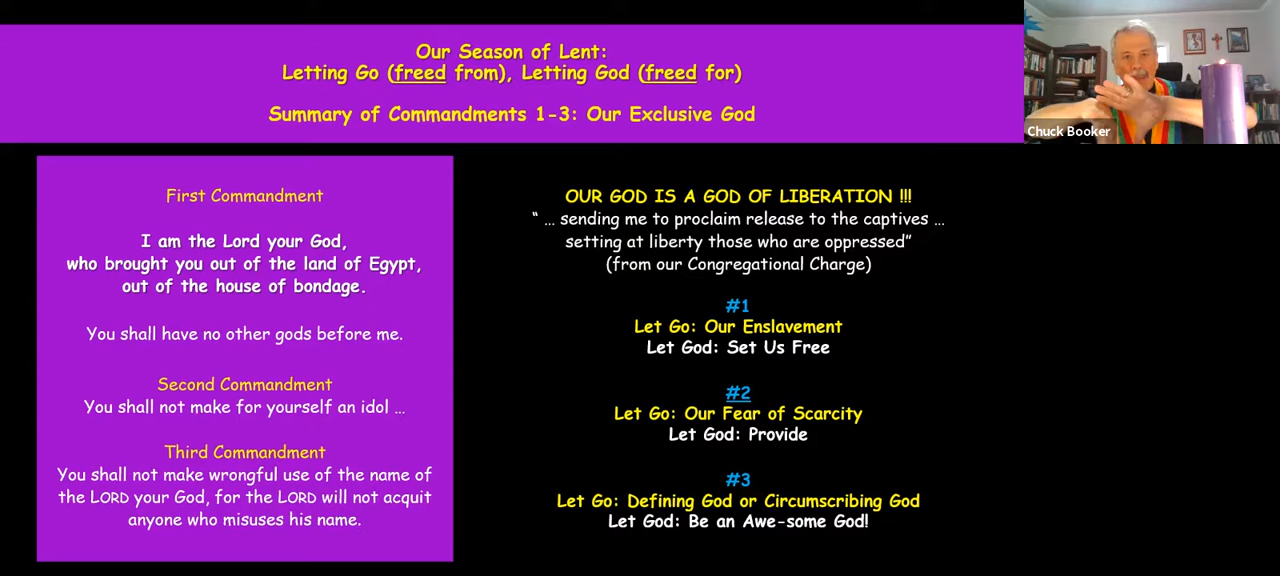 Our Season of Lent:
Letting Go (freed from), Letting God (freed for)
Summary of Commandments 1-3: Our Exclusive God
Chuck Booker
First Commandment
I am the Lord your God,
who brought you out of the land of Egypt,
out of the house of bondage.
You shall have no other gods before me.
Second Commandment
You shall not make for yourself an idol …
Third Commandment
You shall not make wrongful use of the name of
the LORD your God, for the LORD will not acquit
anyone who misuses his name.
OUR GOD IS A GOD OF LIBERATION !!!
“ … sending me to proclaim release to the captives …
setting at liberty those who are oppressed”
(from our Congregational Charge)
#1
Let Go: Our Enslavement
Let God: Set Us Free
#2
Let Go: Our Fear of Scarcity
Let God: Provide
#3
Let Go: Defining God or Circumscribing God
Let God: Be an Awe-some God!